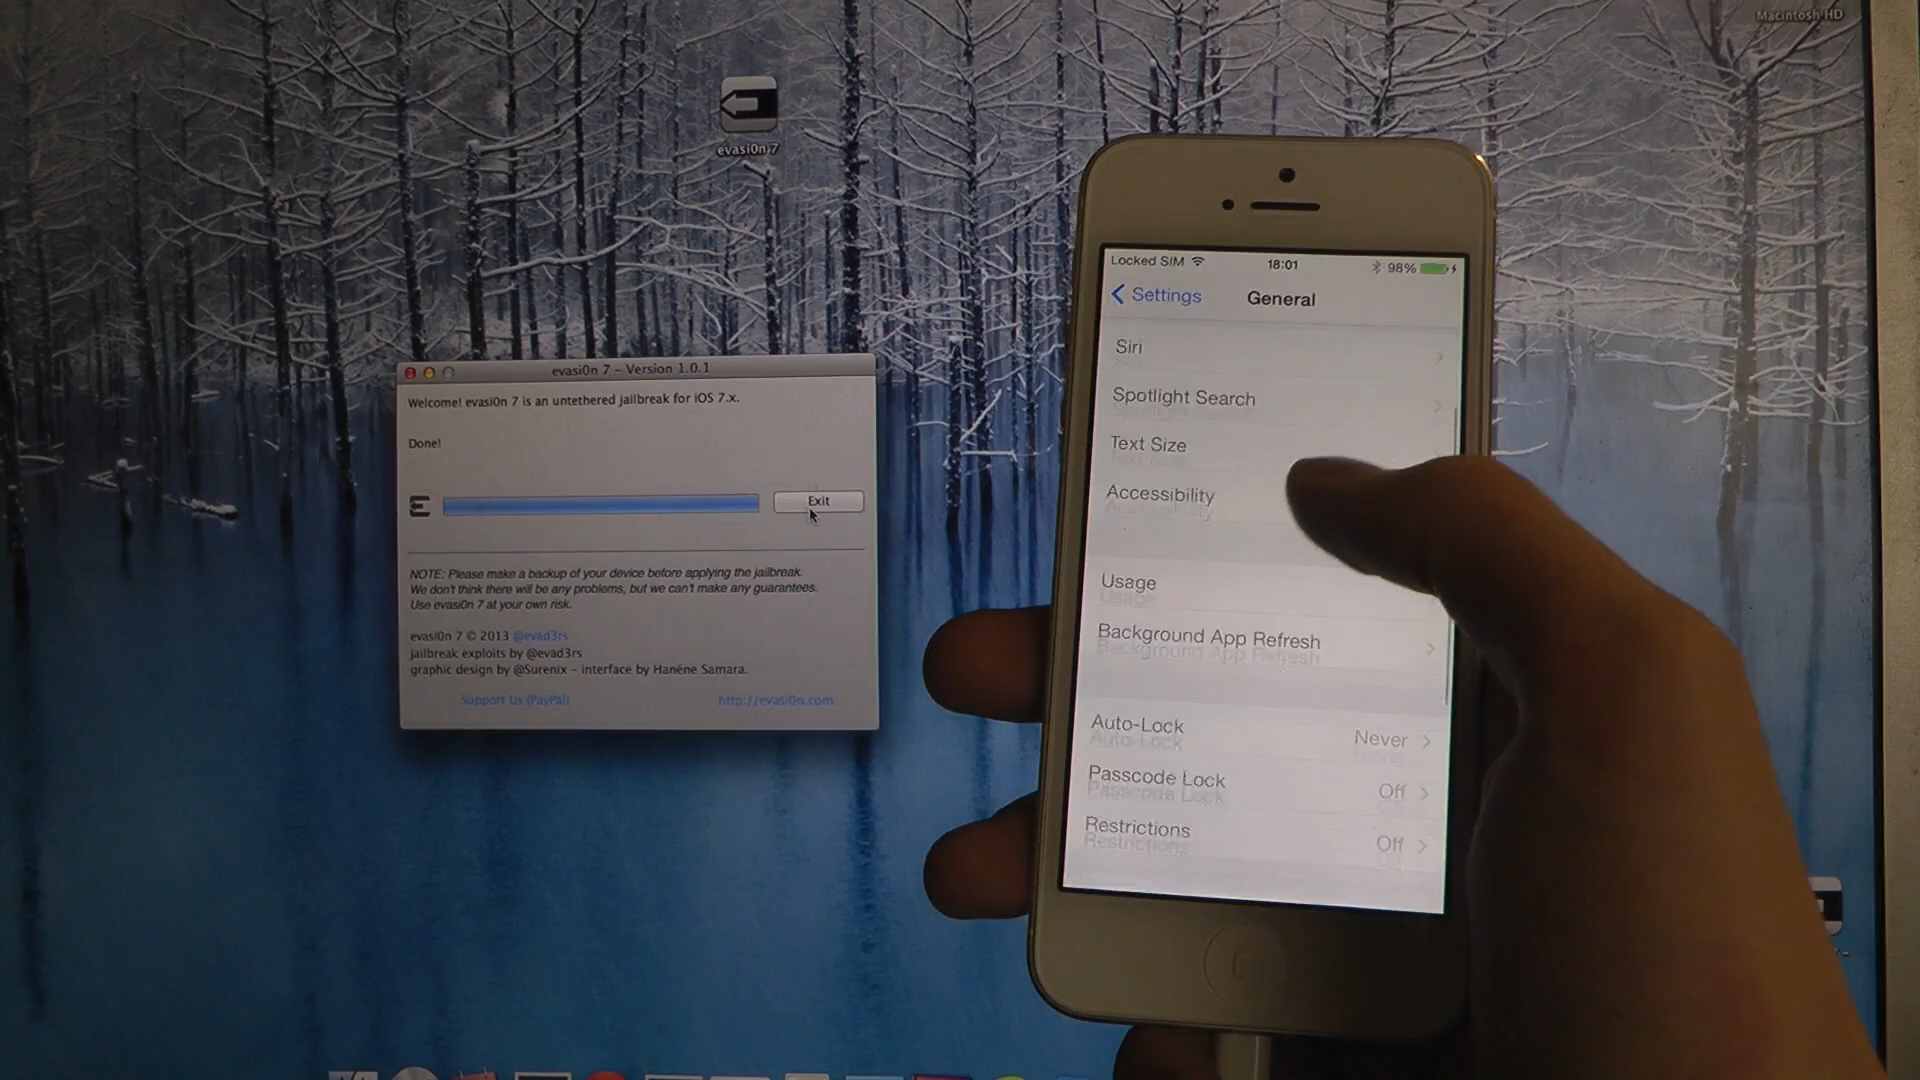 Macintosh HD
evasi0n 7
evasi0n 7 – Version 1.0.1
Welcome! evasi0n 7 is an untethered jailbreak for iOS 7.x.
Done!
Exit
NOTE: Please make a backup of your device before applying the jailbreak.
We don't think there will be any problems, but we can't make any guarantees.
Use evasi0n 7 at your own risk.
evasi0n 7 © 2013 @evad3rs
jailbreak exploits by @evad3rs
graphic design by @Surenix – interface by Hanéne Samara.
Support Us (PayPal) http://evasi0n.com
Locked SIM 18:01 98%
Settings General
Siri
Spotlight Search
Text Size
Accessibility
Usage
Background App Refresh
Auto-Lock Never
Passcode Lock Off
Restrictions Off